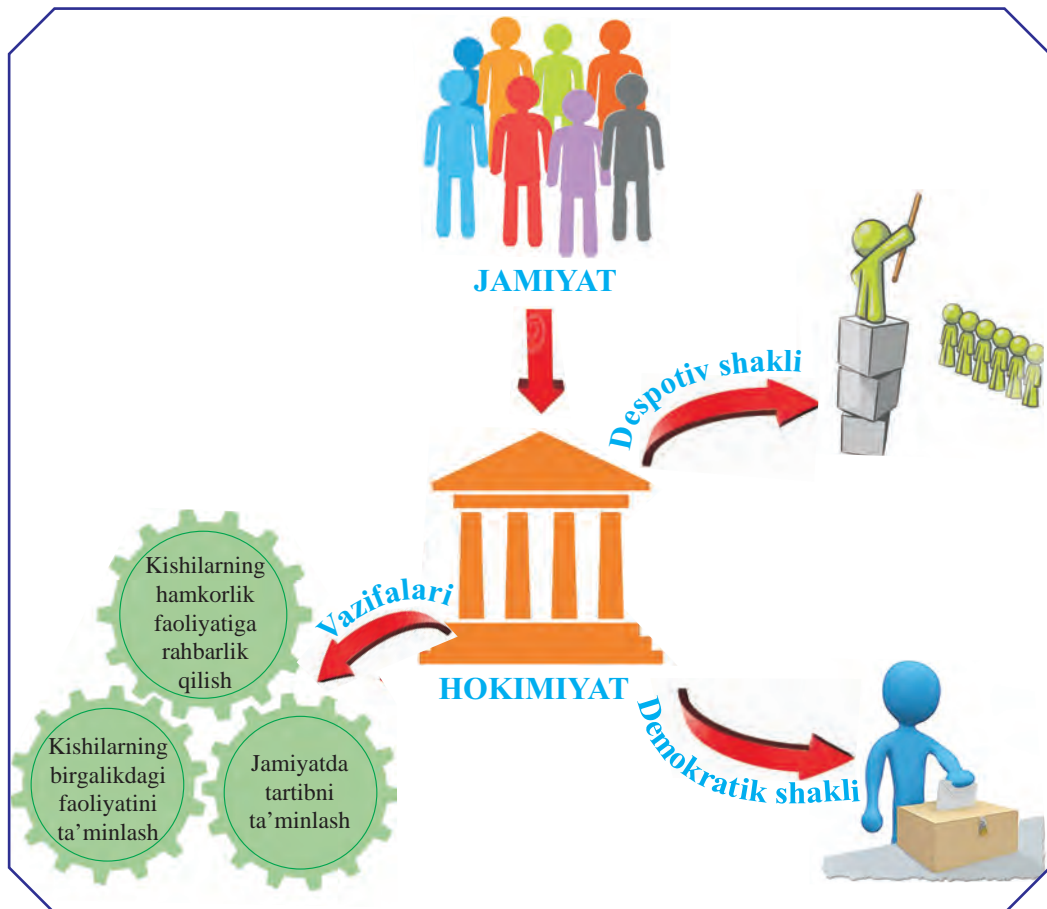 JAMIYAT
Despotiv shakli
Vazifalari
Kishilarning
hamkorlik
faoliyatiga
rahbarlik
qilish
HOKIMIYAT
Demokratik shakli
Kishilarning
birgalikdagi
faoliyatini
ta’minlash
Jamiyatda
tartibni
ta’minlash